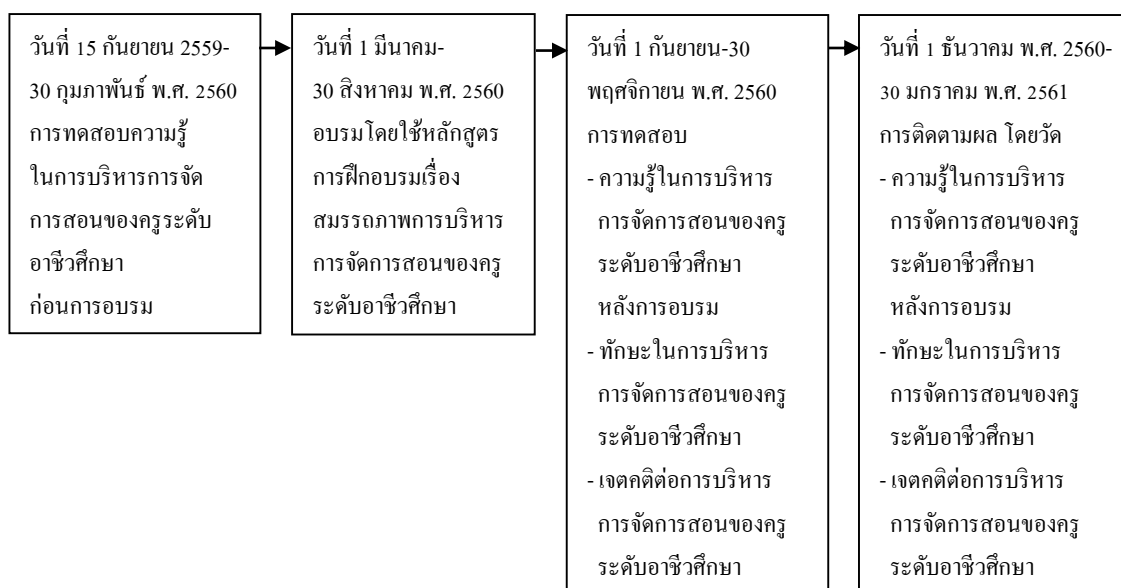 วันที่ 15 กันยายน 2559-
30 กุมภาพันธ์ พ.ศ. 2560
การทดสอบความรู้
ในการบริหารการจัด
การสอนของครูระดับ
อาชีวศึกษา
ก่อนการอบรม
วันที่ 1 มีนาคม-
30 สิงหาคม พ.ศ. 2560
อบรมโดยใช้หลักสูตร
การฝึกอบรมเรื่อง
สมรรถภาพการบริหาร
การจัดการสอนของครู
ระดับอาชีวศึกษา
วันที่ 1 กันยายน-30
พฤศจิกายน พ.ศ. 2560
การทดสอบ
- ความรู้ในการบริหาร
การจัดการสอนของครู
ระดับอาชีวศึกษา
หลังการอบรม
- ทักษะในการบริหาร
การจัดการสอนของครู
ระดับอาชีวศึกษา
- เจตคติต่อการบริหาร
การจัดการสอนของครู
ระดับอาชีวศึกษา
วันที่ 1 ธันวาคม พ.ศ. 2560-
30 มกราคม พ.ศ. 2561
การติดตามผล โดยวัด
- ความรู้ในการบริหาร
การจัดการสอนของครู
ระดับอาชีวศึกษา
หลังการอบรม
- ทักษะในการบริหาร
การจัดการสอนของครู
ระดับอาชีวศึกษา
- เจตคติต่อการบริหาร
การจัดการสอนของครู
ระดับอาชีวศึกษา